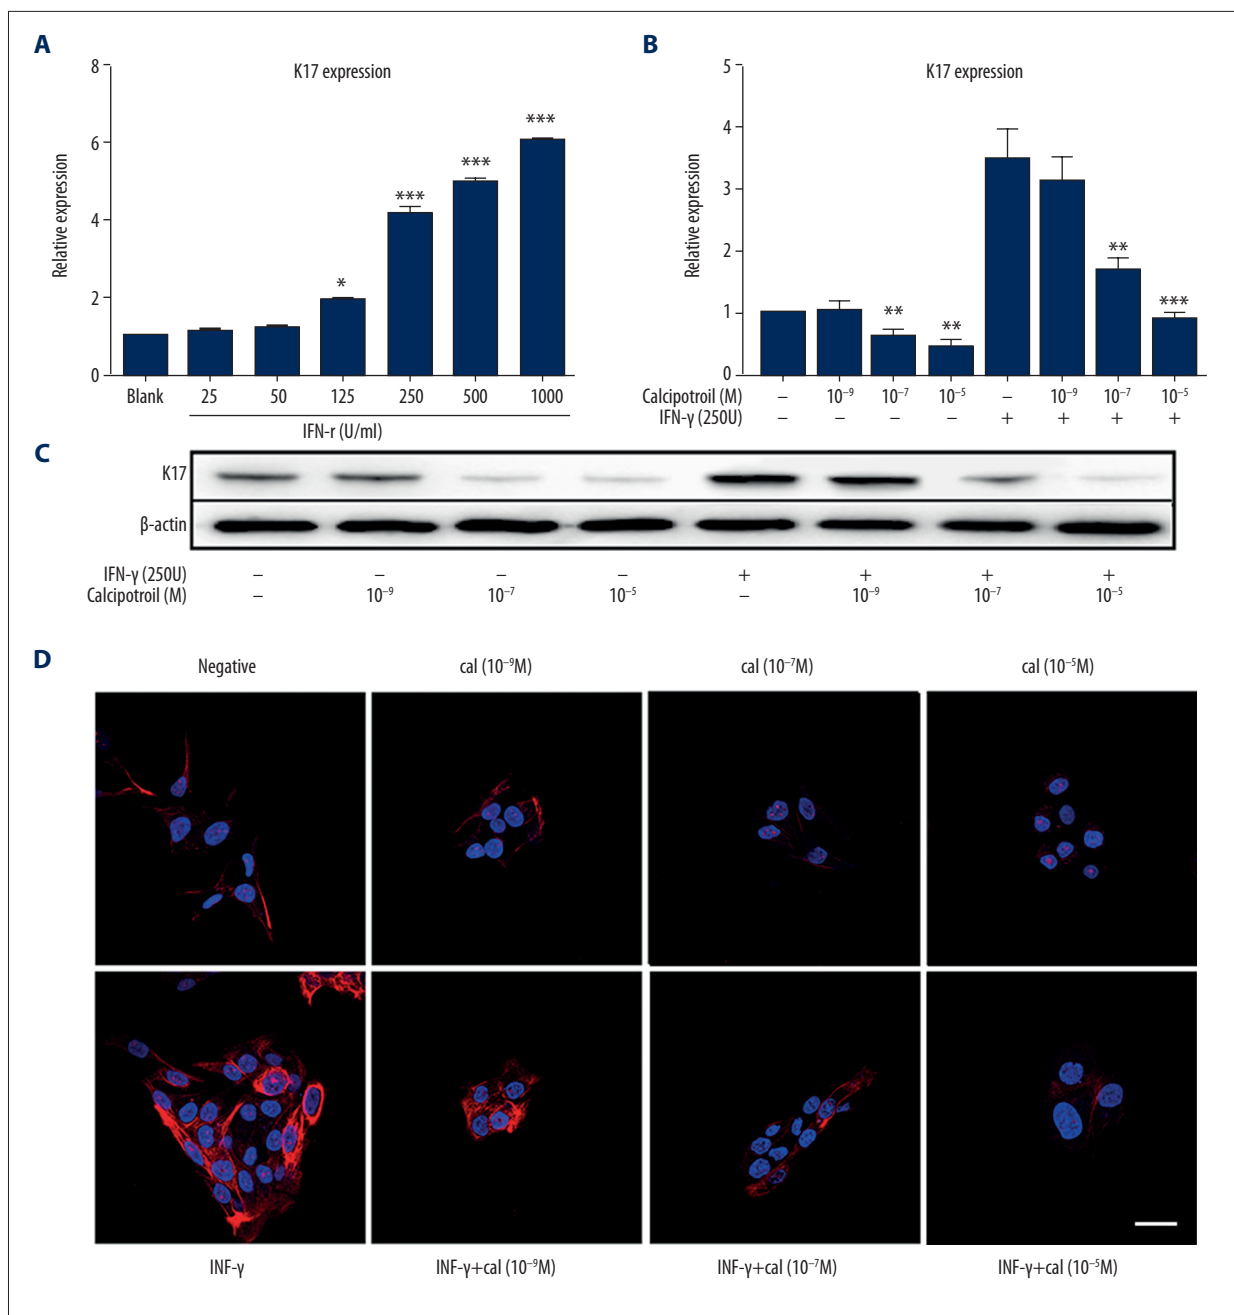 A
K17 expression
Relative expression
8
6
4
2
0
*
***
***
***
Blank 25 50 125 250 500 1000
IFN-r (U/ml)
B
K17 expression
Relative expression
5
4
3
2
1
0
**
**
**
***
Calcipotroil (M) – 10⁻⁹ 10⁻⁷ 10⁻⁵ – 10⁻⁹ 10⁻⁷ 10⁻⁵
IFN-γ (250U) – – – – + + + +
C
K17
β-actin
IFN-γ (250U) – – – – + + + +
Calcipotroil (M) – 10⁻⁹ 10⁻⁷ 10⁻⁵ – 10⁻⁹ 10⁻⁷ 10⁻⁵
D
Negative cal (10⁻⁹M) cal (10⁻⁷M) cal (10⁻⁵M)
INF-γ INF-γ+cal (10⁻⁹M) INF-γ+cal (10⁻⁷M) INF-γ+cal (10⁻⁵M)